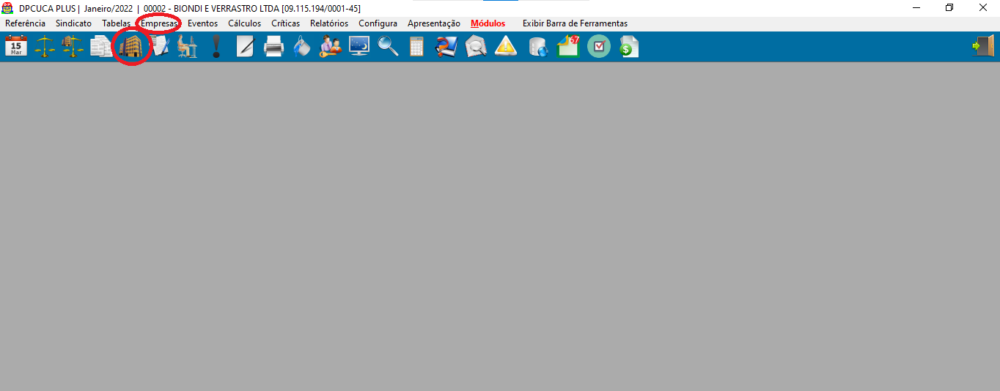 DPCUCA PLUS| Janeiro/2022 | 00002 - BIONDI E VERRASTRO LTDA [09.115.194/0001-45]
Referência Sindicato Tabelas Empresas Eventos Cálculos Críticas Relatórios Configura Apresentação Módulos Exibir Barra de Ferramentas
15
Mar